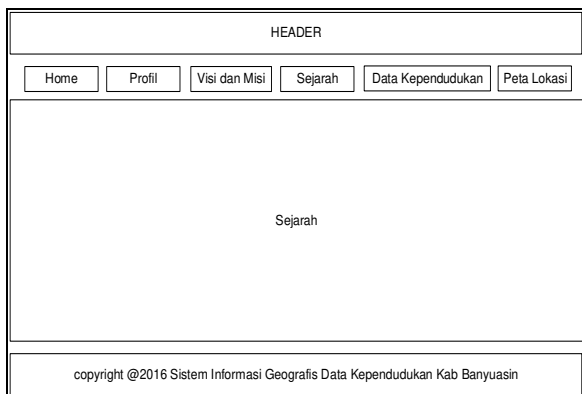 HEADER
Home Profil Visi dan Misi Sejarah Data Kependudukan Peta Lokasi
Sejarah
copyright @2016 Sistem Informasi Geografis Data Kependudukan Kab Banyuasin